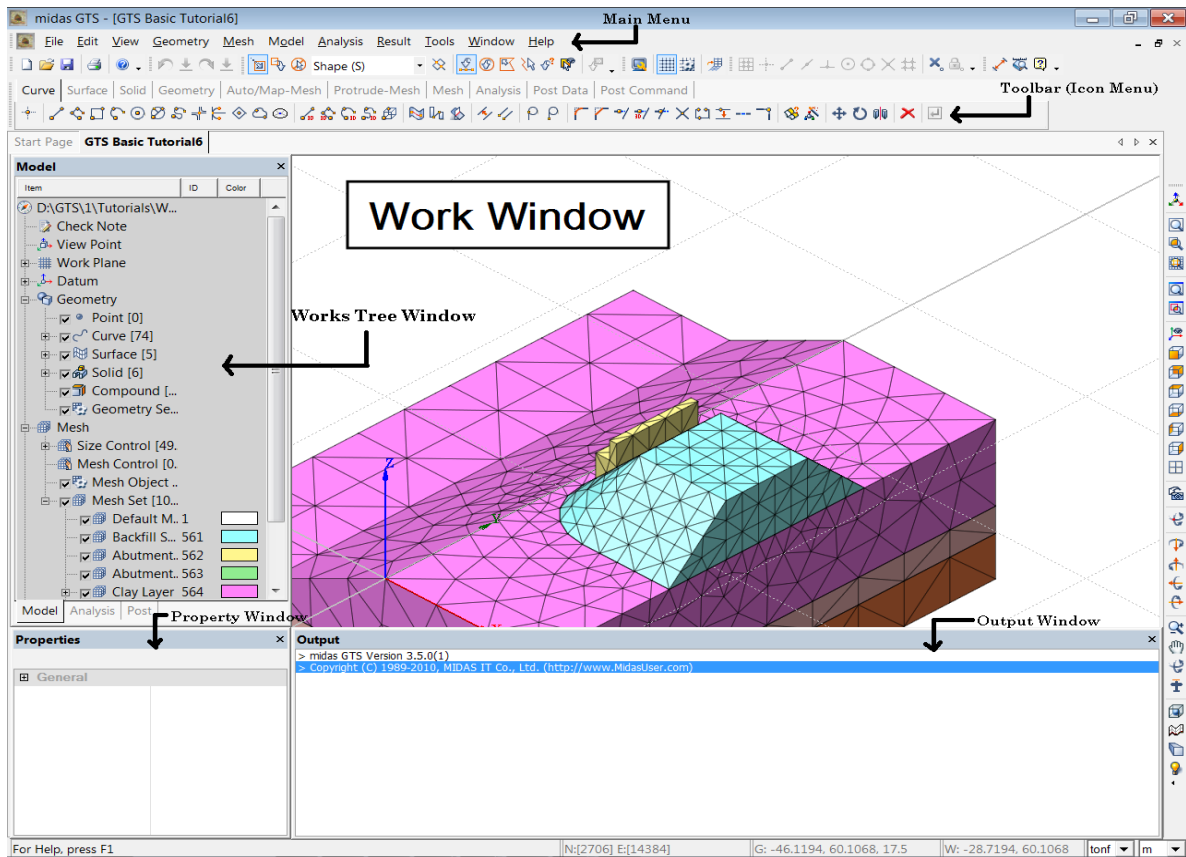 midas GTS - [GTS Basic Tutorial6]
Main Menu
File Edit View Geometry Mesh Model Analysis Result Tools Window Help
Shape (S)
Curve Surface Solid Geometry Auto/Map-Mesh Protrude-Mesh Mesh Analysis Post Data Post Command
Toolbar (Icon Menu)
Start Page GTS Basic Tutorial6
Model
Item ID Color
D:\GTS\1\Tutorials\W...
Check Note
View Point
Work Plane
Datum
Geometry
Point [0]
Curve [74]
Surface [5]
Solid [6]
Compound [...
Geometry Se...
Mesh
Size Control [49.
Mesh Control [0.
Mesh Object ..
Mesh Set [10...
Default M.. 1
Backfill S... 561
Abutment.. 562
Abutment.. 563
Clay Layer 564
Model Analysis Post
Work Window
Works Tree Window
Z
Y
X
Property Window
Output Window
Properties
General
Output
> midas GTS Version 3.5.0(1)
> Copyright (C) 1989-2010, MIDAS IT Co., Ltd. (http://www.MidasUser.com)
For Help, press F1
N:[2706] E:[14384]
G: -46.1194, 60.1068, 17.5
W: -28.7194, 60.1068
tonf
m